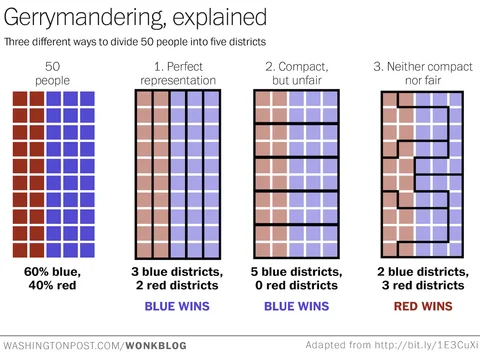 Gerrymandering, explained
Three different ways to divide 50 people into five districts
50
people
1. Perfect
representation
2. Compact,
but unfair
3. Neither compact
nor fair
60% blue,
40% red
3 blue districts,
2 red districts
BLUE WINS
5 blue districts,
0 red districts
BLUE WINS
2 blue districts,
3 red districts
RED WINS
WASHINGTONPOST.COM/WONKBLOG
Adapted from http://bit.ly/1E3CuXi